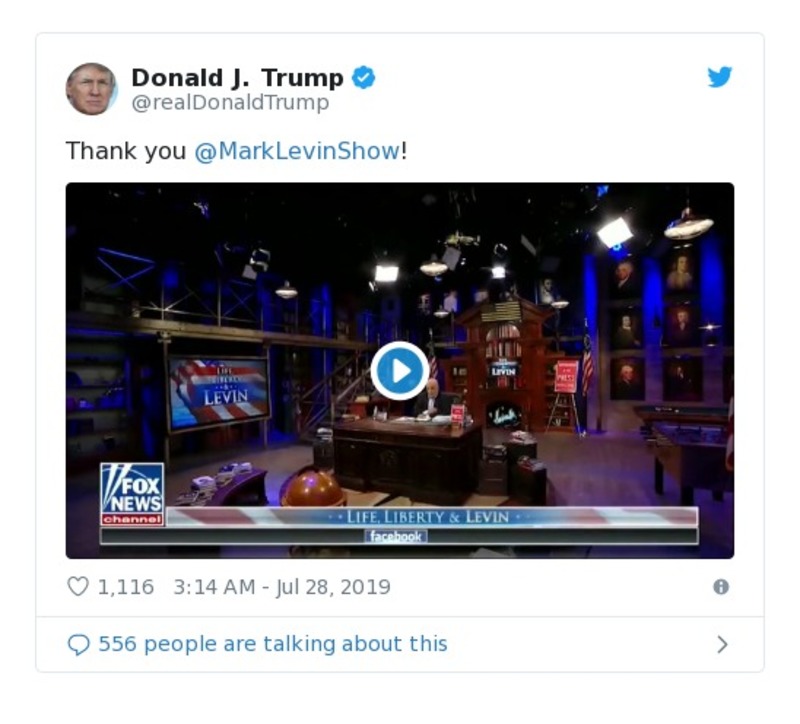 Donald J. Trump
@realDonaldTrump
Thank you @MarkLevinShow!
LIFE
LIBERTY
&
LEVIN
LEVIN
FOX
NEWS
channel
LIFE, LIBERTY & LEVIN
facebook
1,116 3:14 AM - Jul 28, 2019
556 people are talking about this